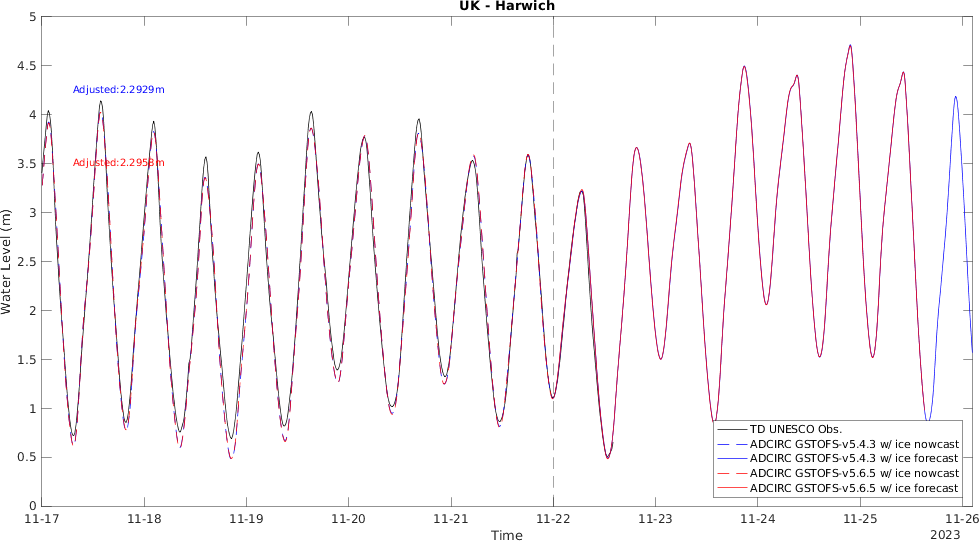 UK - Harwich
5
4.5
4
3.5
3
2.5
2
1.5
1
0.5
0
Water Level (m)
Adjusted:2.2929m
Adjusted:2.2953m
TD UNESCO Obs.
ADCIRC GSTOFS-v5.4.3 w/ ice nowcast
ADCIRC GSTOFS-v5.4.3 w/ ice forecast
ADCIRC GSTOFS-v5.6.5 w/ ice nowcast
ADCIRC GSTOFS-v5.6.5 w/ ice forecast
11-17 11-18 11-19 11-20 11-21 11-22 11-23 11-24 11-25 11-26
Time
2023